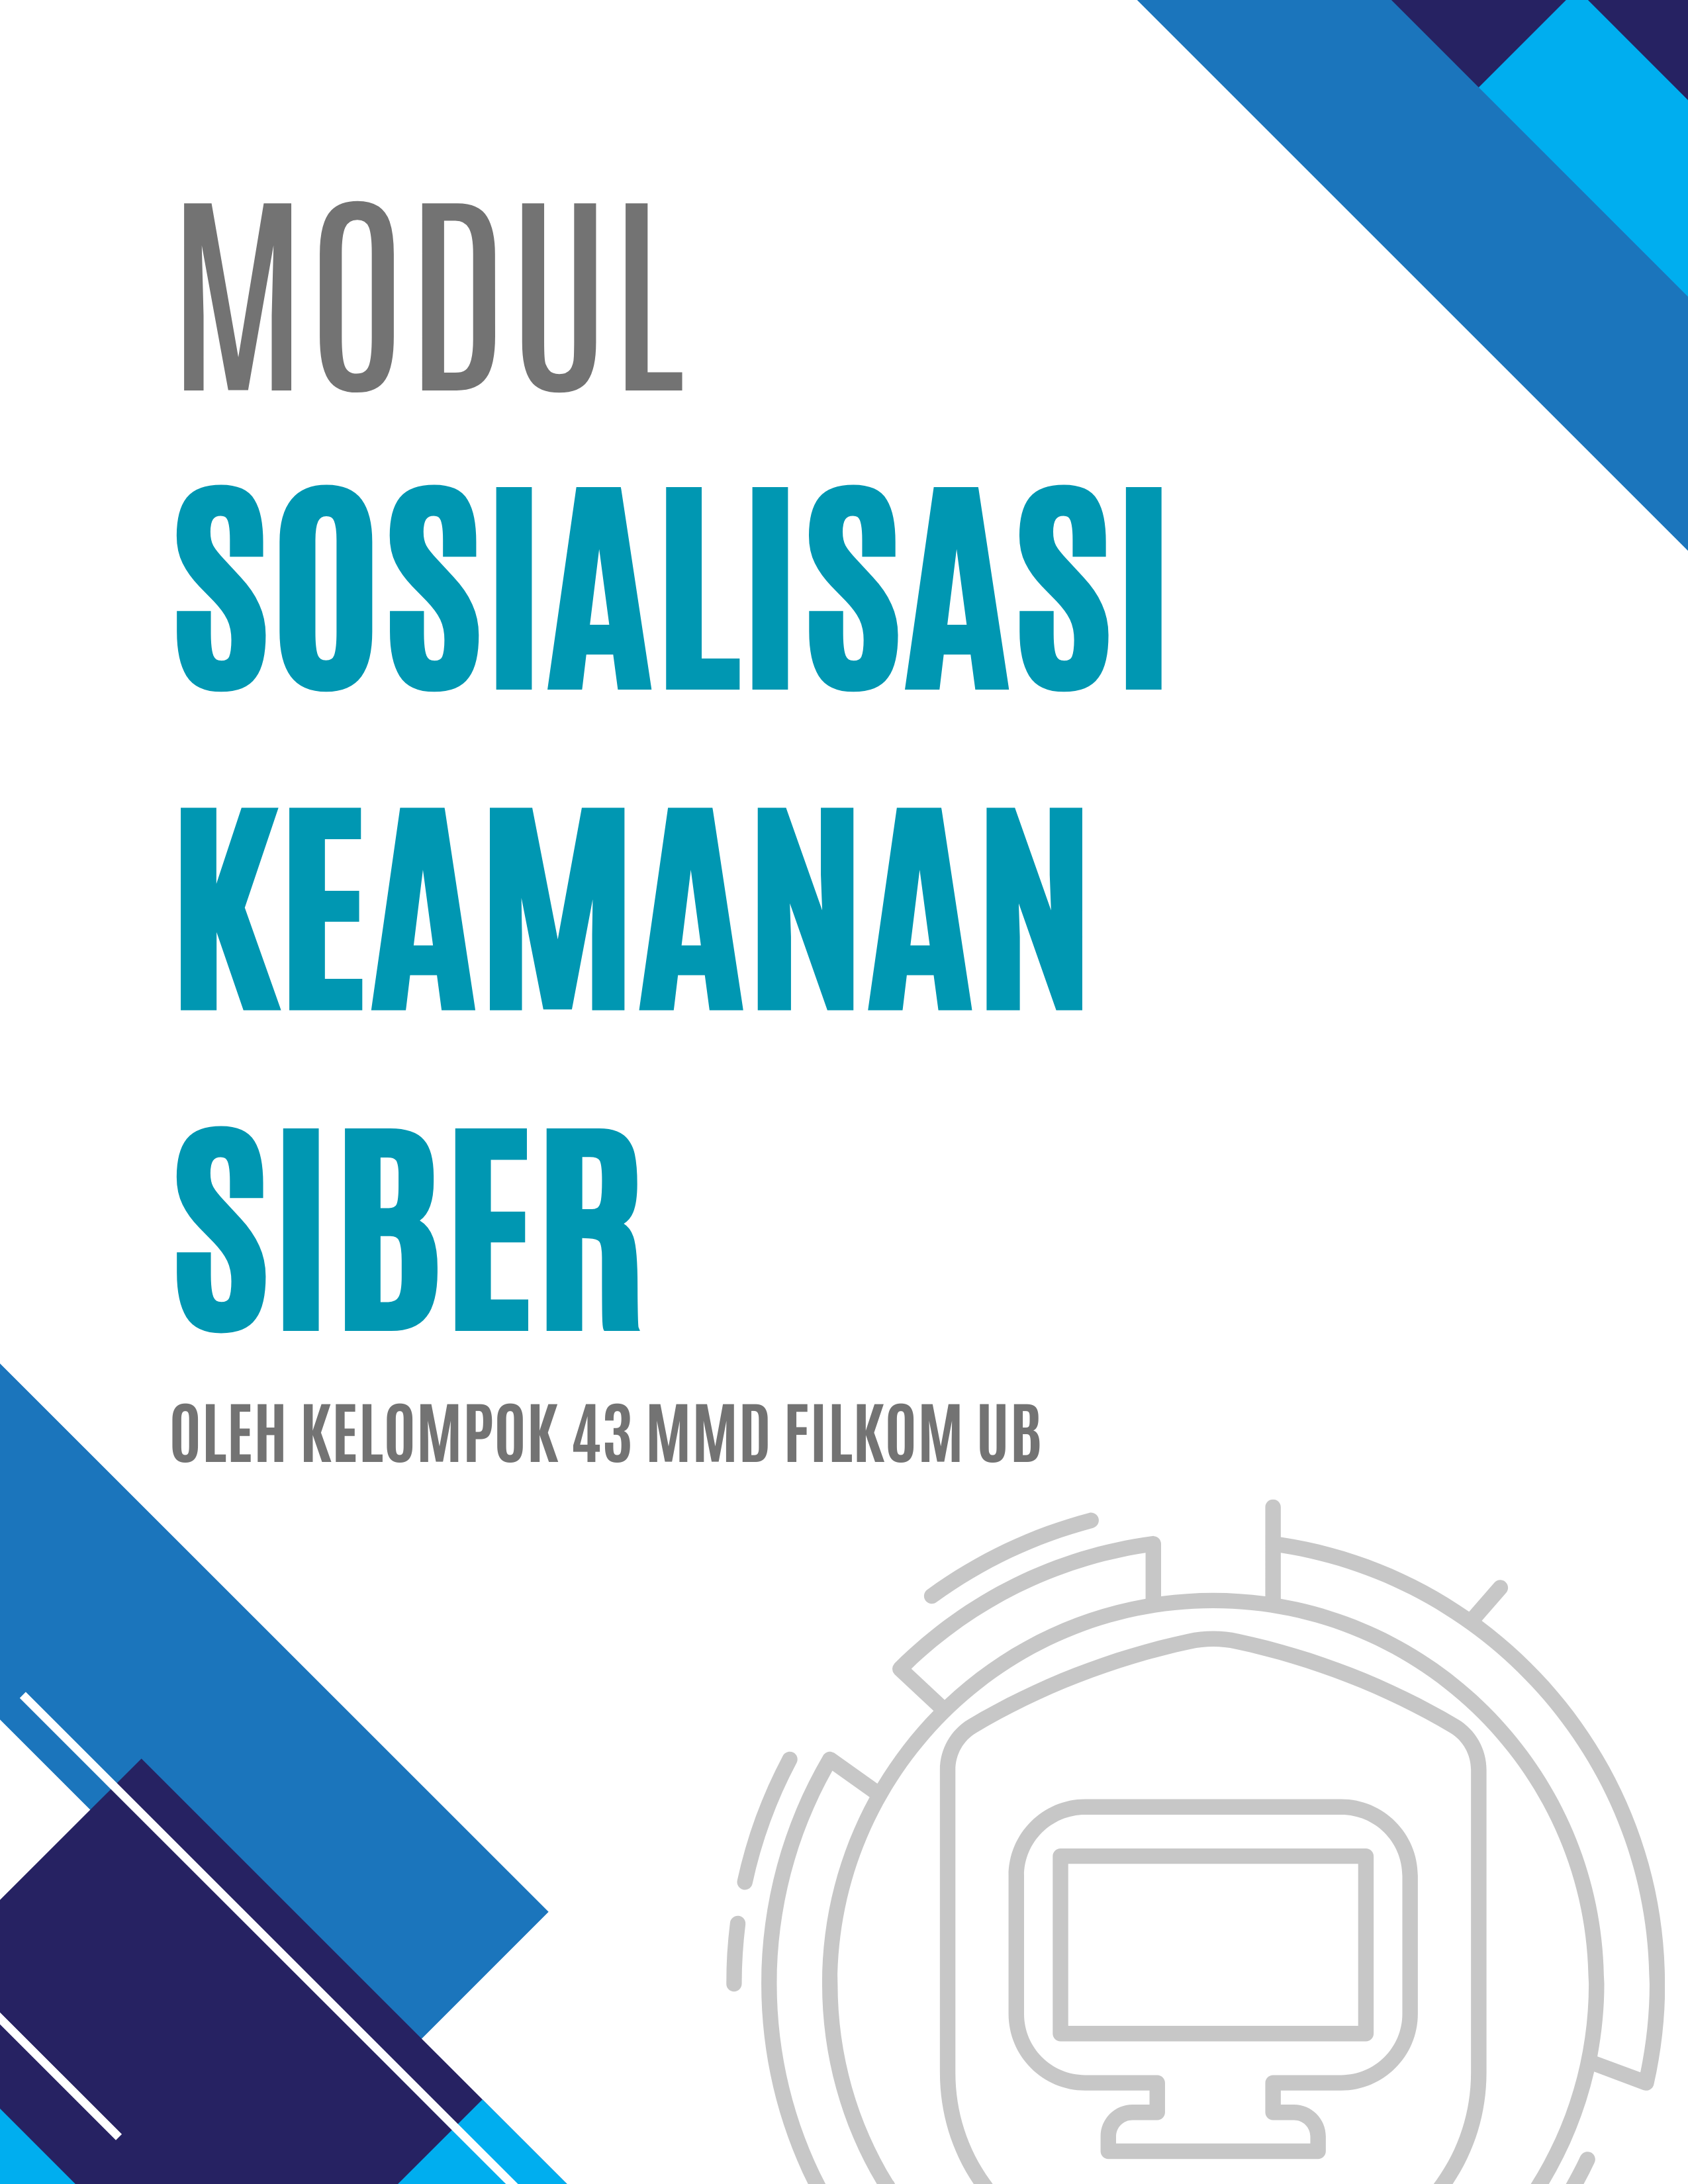 MODUL
SOSIALISASI
KEAMANAN
SIBER
OLEH KELOMPOK 43 MMD FILKOM UB